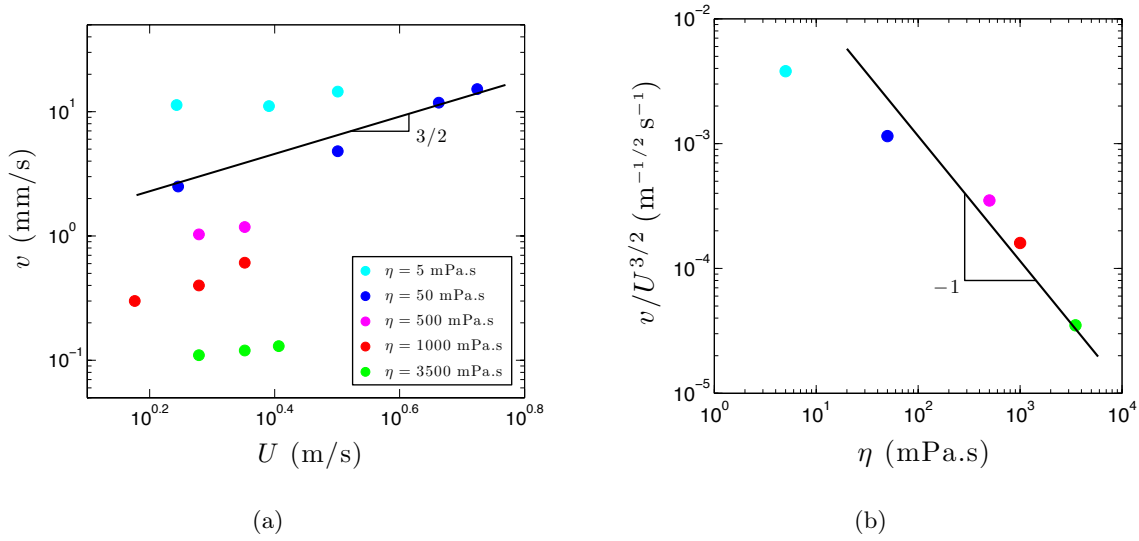 v (mm/s)
10^1
10^0
10^{-1}
3/2
η = 5 mPa.s
η = 50 mPa.s
η = 500 mPa.s
η = 1000 mPa.s
η = 3500 mPa.s
10^{0.2} 10^{0.4} 10^{0.6} 10^{0.8}
U (m/s)
(a)
v/U^{3/2} (m^{-1/2} s^{-1})
10^{-2}
10^{-3}
10^{-4}
10^{-5}
−1
10^0 10^1 10^2 10^3 10^4
η (mPa.s)
(b)